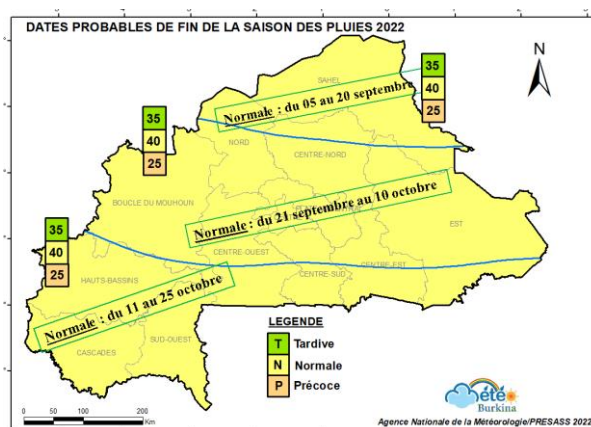 DATES PROBABLES DE FIN DE LA SAISON DES PLUIES 2022
N
SAHEL
35
40
25
Normale : du 05 au 20 septembre
35
40
25
NORD
CENTRE-NORD
BOUCLE DU MOUHOUN
Normale : du 21 septembre au 10 octobre
EST
35
40
25
CENTRE-OUEST
CENTRE-EST
CENTRE-SUD
HAUTS-BASSINS
Normale : du 11 au 25 octobre
CASCADES
SUD-OUEST
LEGENDE
T Tardive
N Normale
P Précoce
0 50 100 200
Km
été
Burkina
Agence Nationale de la Météorologie/PRESASS 2022